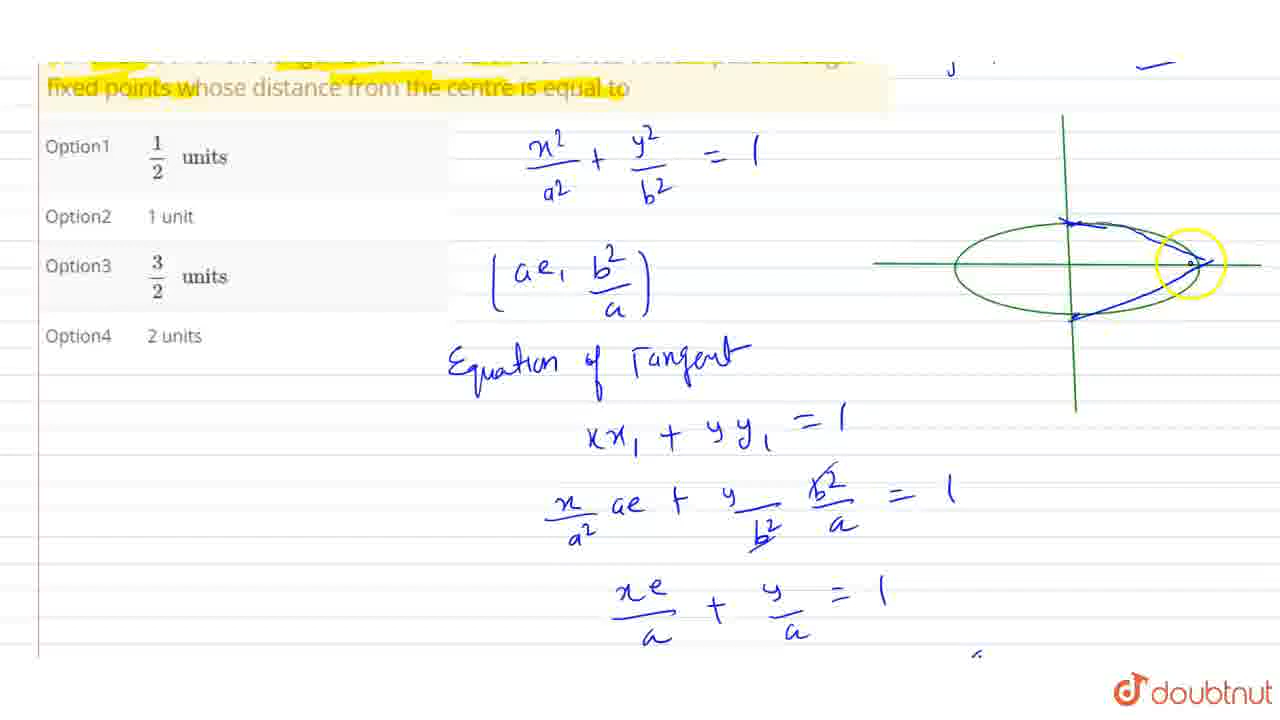 fixed points whose distance from the centre is equal to
Option1 1/2 units
Option2 1 unit
Option3 3/2 units
Option4 2 units
x²/a² + y²/b² = 1
(ae, b²/a)
Equation of Tangent
xx₁ + yy₁ = 1
x/a² ae + y/b² b²/a = 1
xe/a + y/a = 1
doubtnut